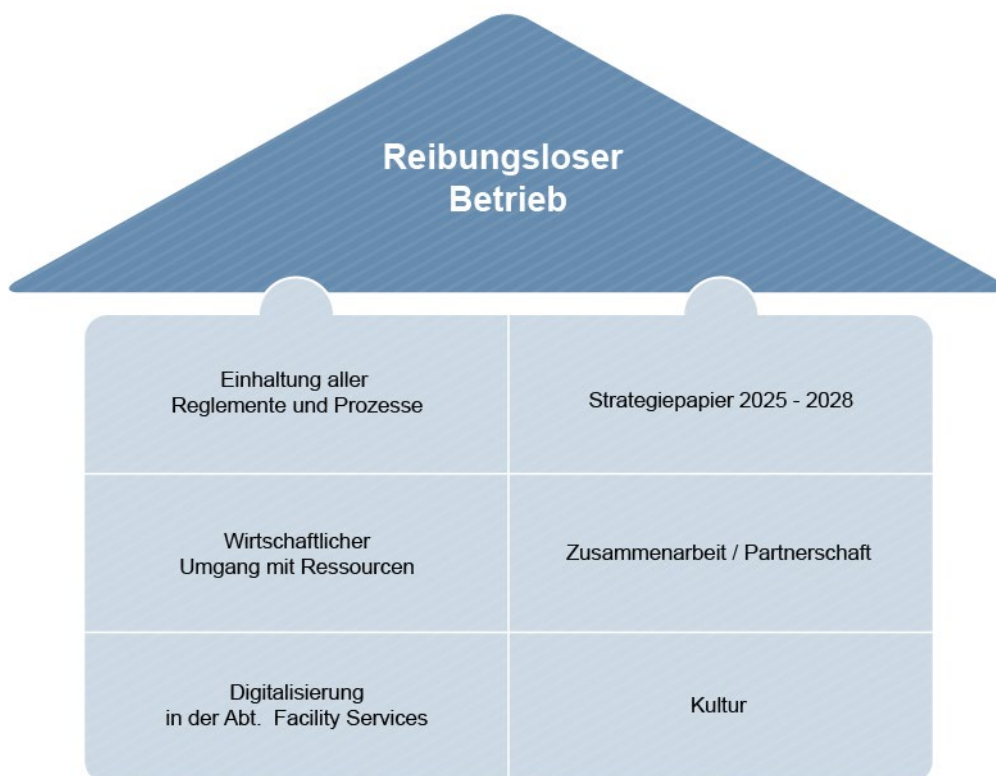 Reibungsloser
Betrieb
Einhaltung aller
Reglemente und Prozesse
Strategiepapier 2025 - 2028
Wirtschaftlicher
Umgang mit Ressourcen
Zusammenarbeit / Partnerschaft
Digitalisierung
in der Abt. Facility Services
Kultur